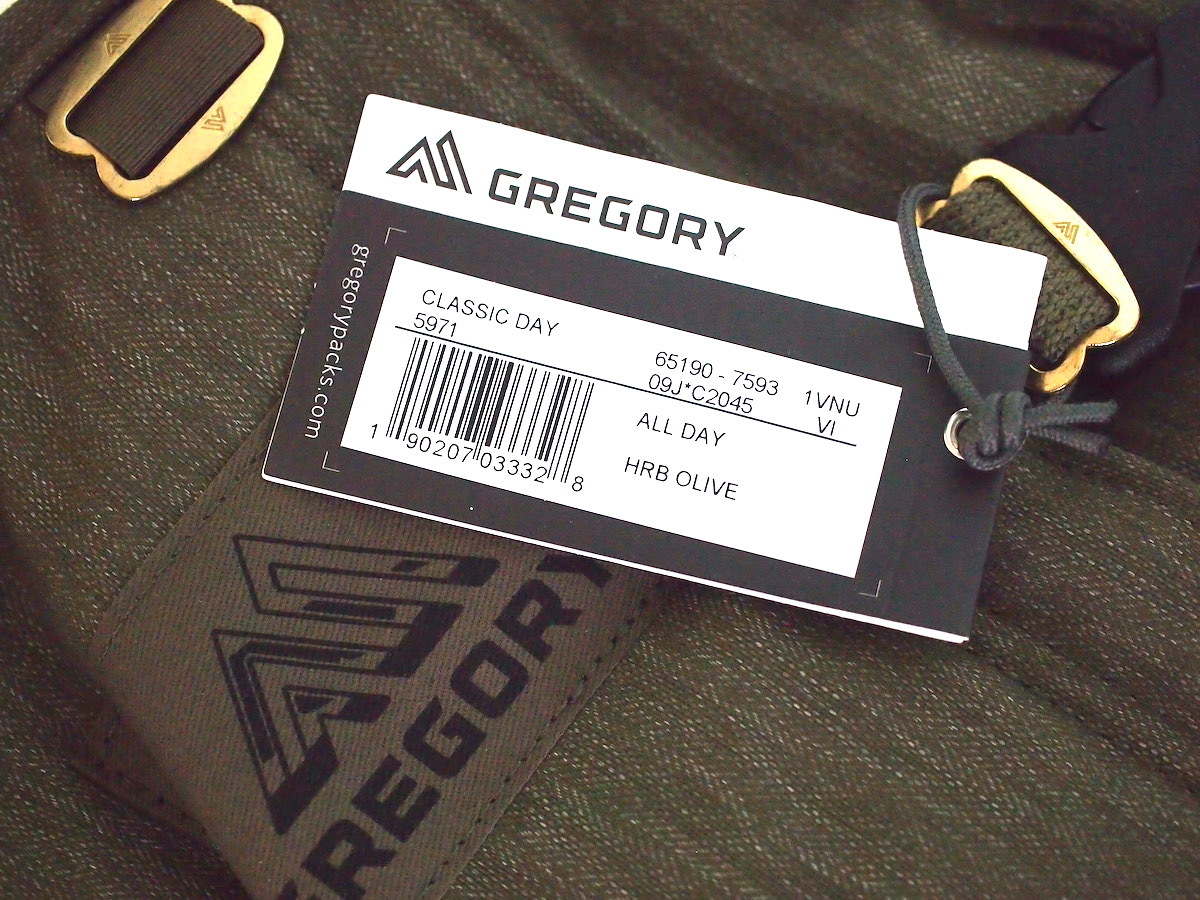 GREGORY
gregorypacks.com
CLASSIC DAY
5971
65190 - 7593 1VNU
09J*C2045 VI
ALL DAY
HRB OLIVE
1 90207 03332 8
GREGORY